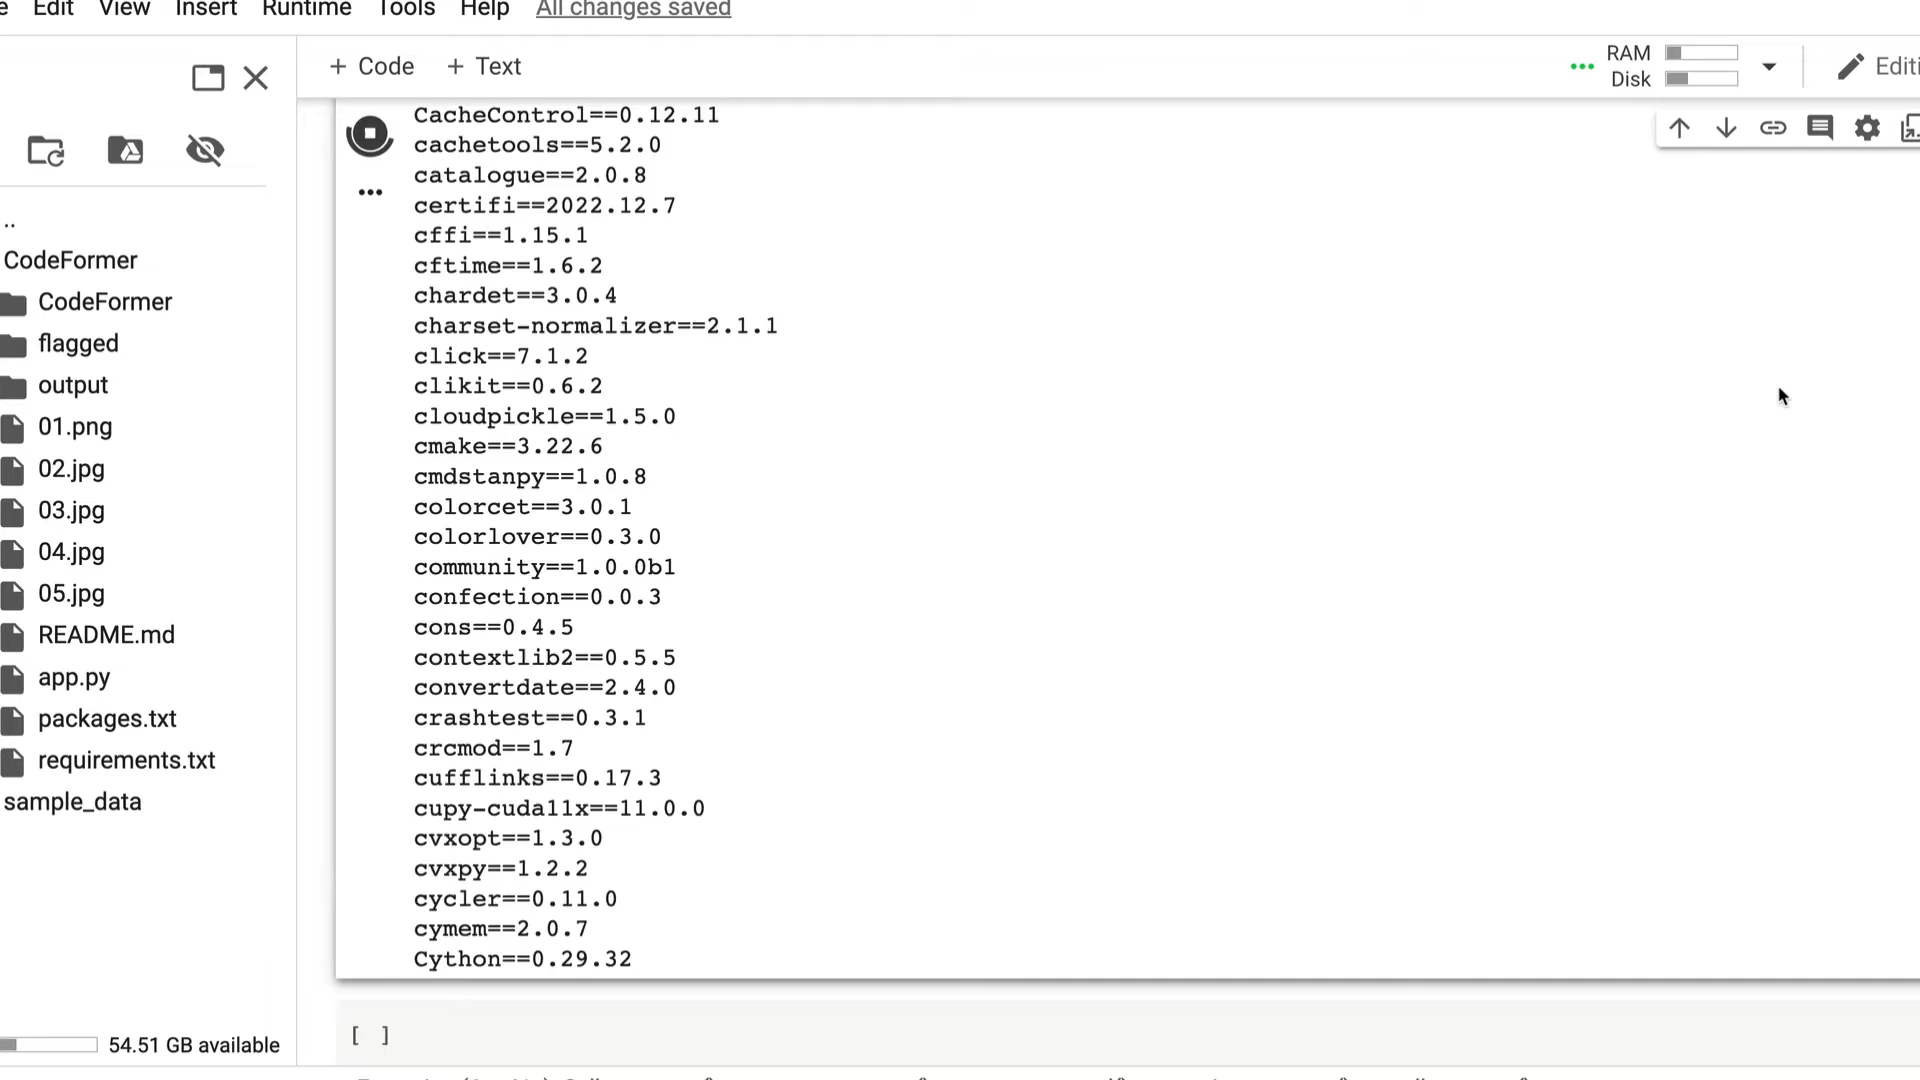 Edit View Insert Runtime Tools Help All changes saved
+ Code + Text
RAM
Disk
CacheControl==0.12.11
cachetools==5.2.0
catalogue==2.0.8
certifi==2022.12.7
cffi==1.15.1
cftime==1.6.2
chardet==3.0.4
charset-normalizer==2.1.1
click==7.1.2
clikit==0.6.2
cloudpickle==1.5.0
cmake==3.22.6
cmdstanpy==1.0.8
colorcet==3.0.1
colorlover==0.3.0
community==1.0.0b1
confection==0.0.3
cons==0.4.5
contextlib2==0.5.5
convertdate==2.4.0
crashtest==0.3.1
crcmod==1.7
cufflinks==0.17.3
cupy-cuda11x==11.0.0
cvxopt==1.3.0
cvxpy==1.2.2
cycler==0.11.0
cymem==2.0.7
Cython==0.29.32
[ ]
..
CodeFormer
CodeFormer
flagged
output
01.png
02.jpg
03.jpg
04.jpg
05.jpg
README.md
app.py
packages.txt
requirements.txt
sample_data
54.51 GB available